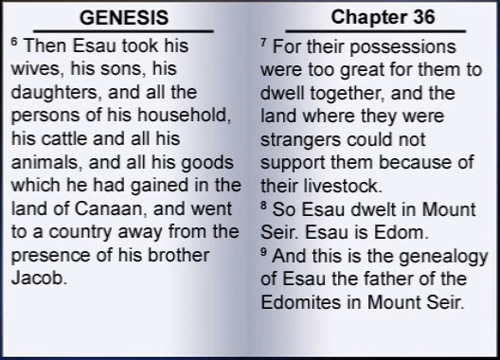 GENESIS
⁶ Then Esau took his
wives, his sons, his
daughters, and all the
persons of his household,
his cattle and all his
animals, and all his goods
which he had gained in the
land of Canaan, and went
to a country away from the
presence of his brother
Jacob.
Chapter 36
⁷ For their possessions
were too great for them to
dwell together, and the
land where they were
strangers could not
support them because of
their livestock.
⁸ So Esau dwelt in Mount
Seir. Esau is Edom.
⁹ And this is the genealogy
of Esau the father of the
Edomites in Mount Seir.